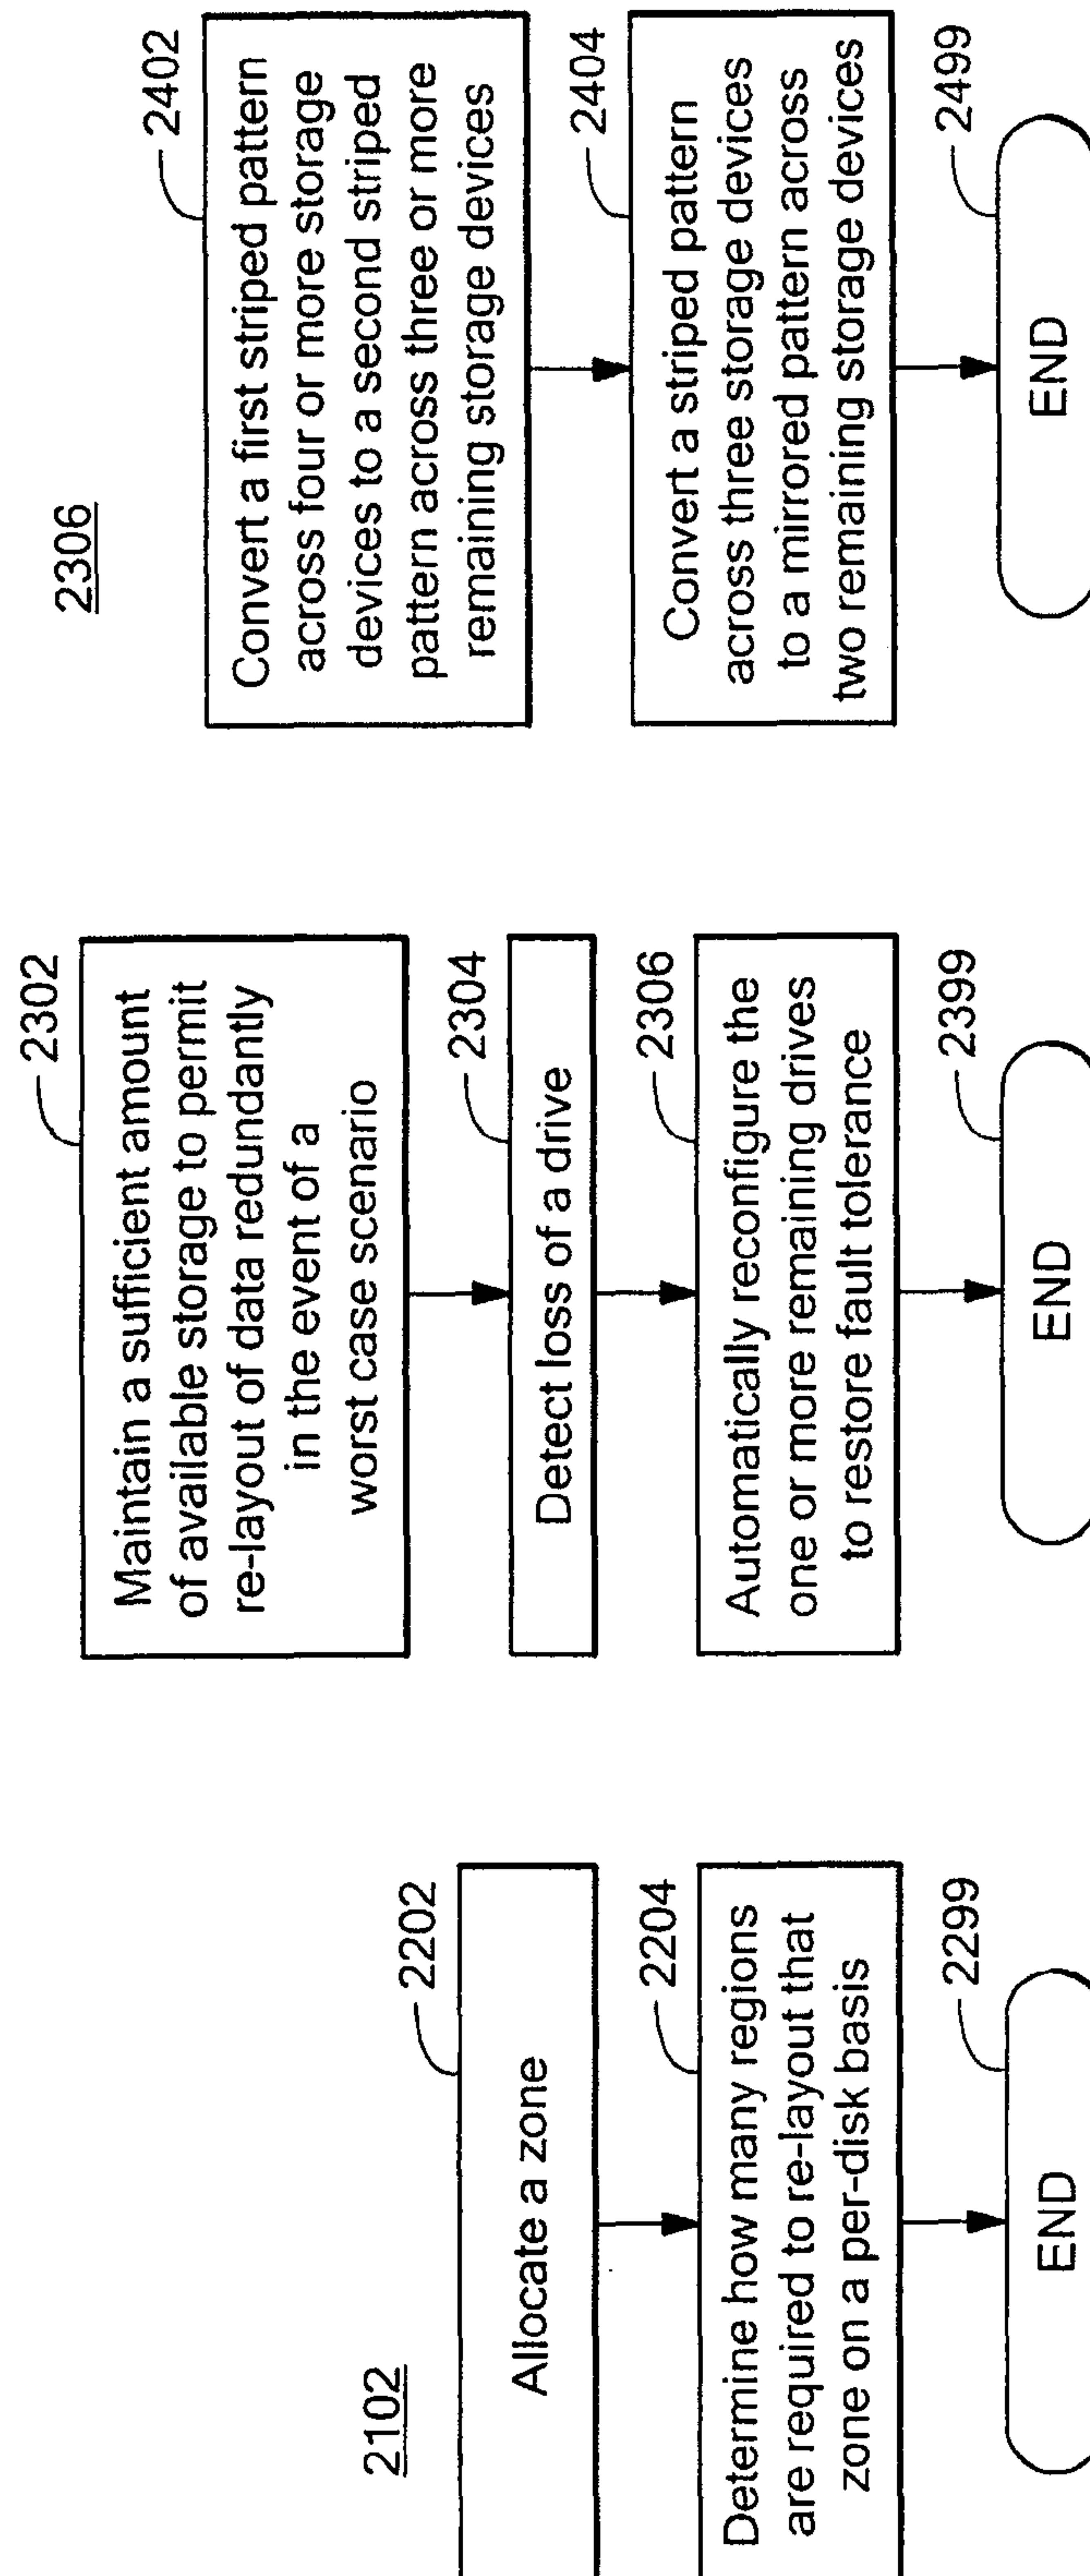 2102
2202
Allocate a zone
2204
Determine how many regions
are required to re-layout that
zone on a per-disk basis
2299
END
2302
Maintain a sufficient amount
of available storage to permit
re-layout of data redundantly
in the event of a
worst case scenario
2304
Detect loss of a drive
2306
Automatically reconfigure the
one or more remaining drives
to restore fault tolerance
2399
END
2306
2402
Convert a first striped pattern
across four or more storage
devices to a second striped
pattern across three or more
remaining storage devices
2404
Convert a striped pattern
across three storage devices
to a mirrored pattern across
two remaining storage devices
2499
END